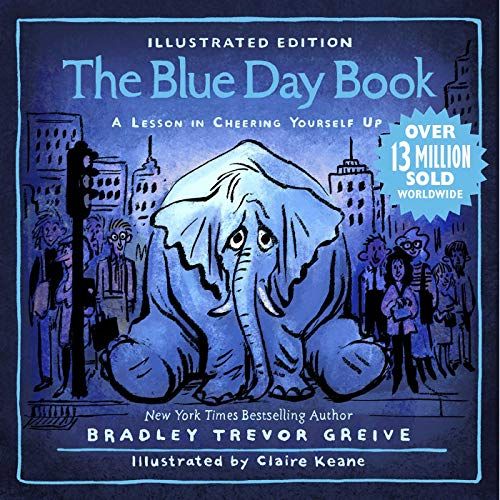 ILLUSTRATED EDITION
The Blue Day Book
A LESSON IN CHEERING YOURSELF UP
OVER
13 MILLION
SOLD
WORLDWIDE
New York Times Bestselling Author
BRADLEY TREVOR GREIVE
Illustrated by Claire Keane